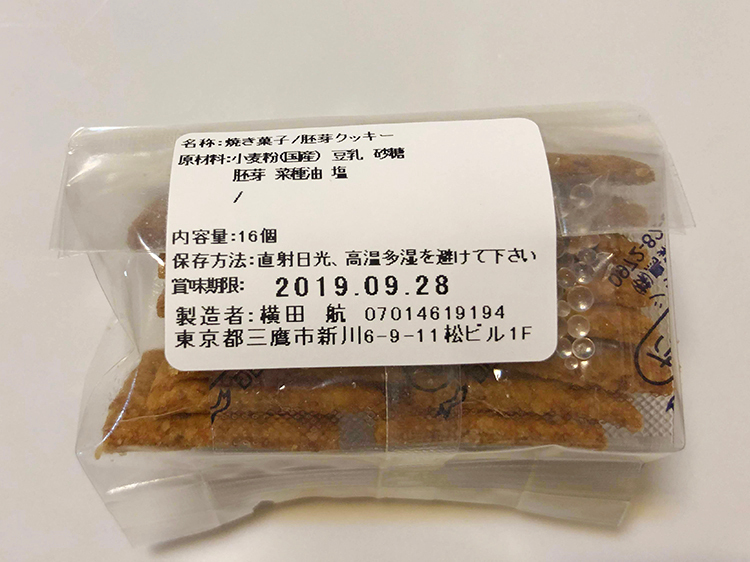 名称:焼き菓子/胚芽クッキー
原材料:小麦粉(国産) 豆乳 砂糖
胚芽 菜種油 塩
/
内容量:16個
保存方法:直射日光、高温多湿を避けて下さい
賞味期限: 2019.09.28
製造者:横田 航 07014619194
東京都三鷹市新川6-9-11松ビル1F